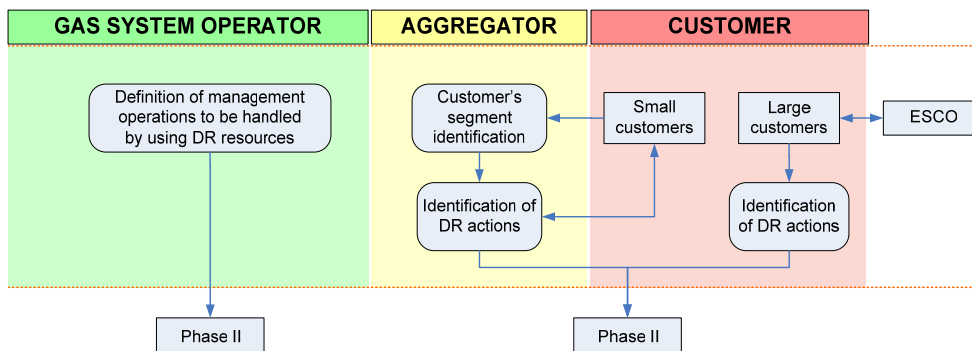 GAS SYSTEM OPERATOR
AGGREGATOR
CUSTOMER
Definition of management
operations to be handled
by using DR resources
Customer's
segment
identification
Small
customers
Large
customers
ESCO
Identification of
DR actions
Identification
of DR actions
Phase II
Phase II